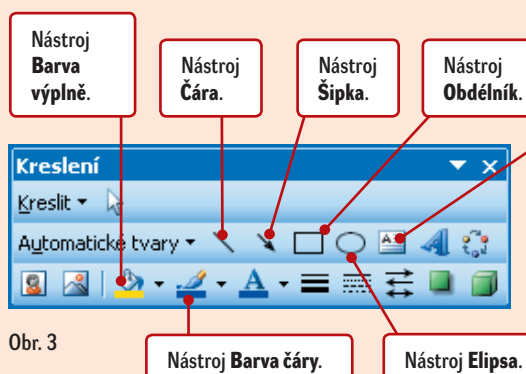 Nástroj
Barva
výplně.
Nástroj
Čára.
Nástroj
Šipka.
Nástroj
Obdélník.
Kreslení
Kreslit
Automatické tvary
A
A
A
Obr. 3
Nástroj Barva čáry.
Nástroj Elipsa.